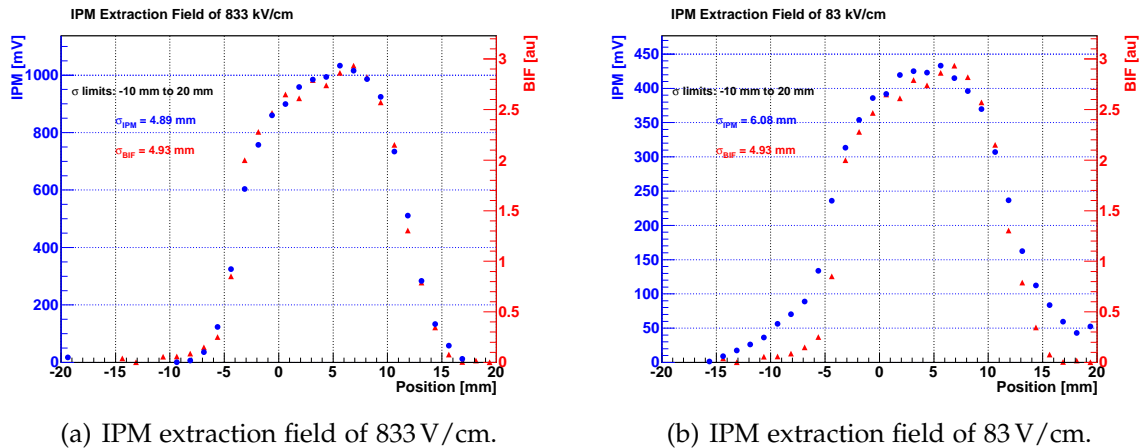 IPM Extraction Field of 833 kV/cm
IPM [mV]
BIF [au]
1000
800
600
400
200
0
3
2.5
2
1.5
1
0.5
0
σ limits: -10 mm to 20 mm
σIPM = 4.89 mm
σBIF = 4.93 mm
-20 -15 -10 -5 0 5 10 15 20
Position [mm]
(a) IPM extraction field of 833 V/cm.
IPM Extraction Field of 83 kV/cm
IPM [mV]
BIF [au]
450
400
350
300
250
200
150
100
50
0
3
2.5
2
1.5
1
0.5
0
σ limits: -10 mm to 20 mm
σIPM = 6.08 mm
σBIF = 4.93 mm
-20 -15 -10 -5 0 5 10 15 20
Position [mm]
(b) IPM extraction field of 83 V/cm.